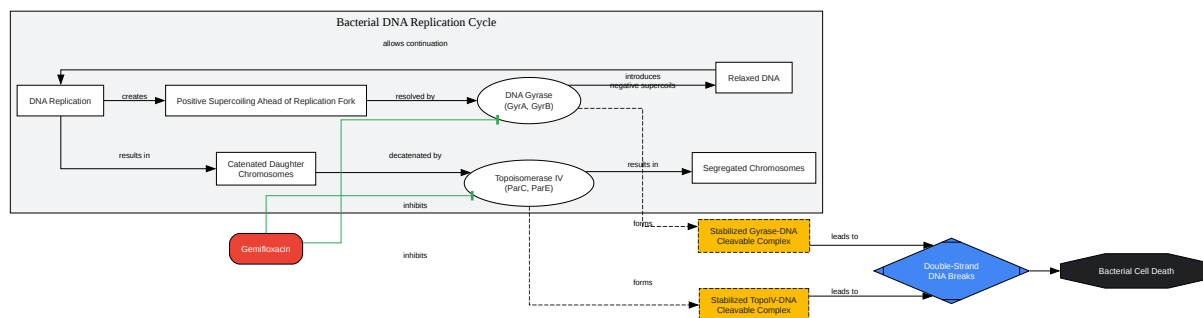 Bacterial DNA Replication Cycle
allows continuation
DNA Replication
creates
Positive Supercoiling Ahead of Replication Fork
resolved by
DNA Gyrase
(GyrA, GyrB)
introduces
negative supercoils
Relaxed DNA
results in
Catenated Daughter
Chromosomes
decatenated by
Topoisomerase IV
(ParC, ParE)
results in
Segregated Chromosomes
inhibits
Gemifloxacin
inhibits
forms
Stabilized Gyrase-DNA
Cleavable Complex
leads to
forms
Stabilized TopoIV-DNA
Cleavable Complex
leads to
Double-Strand
DNA Breaks
Bacterial Cell Death